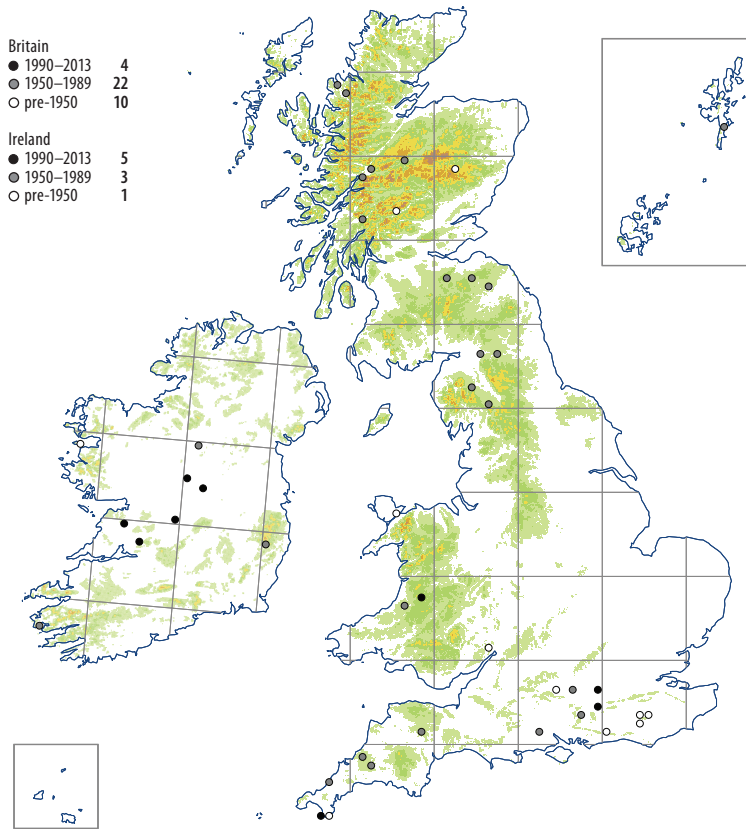 Britain
● 1990–2013 4
● 1950–1989 22
○ pre-1950 10
Ireland
● 1990–2013 5
● 1950–1989 3
○ pre-1950 1